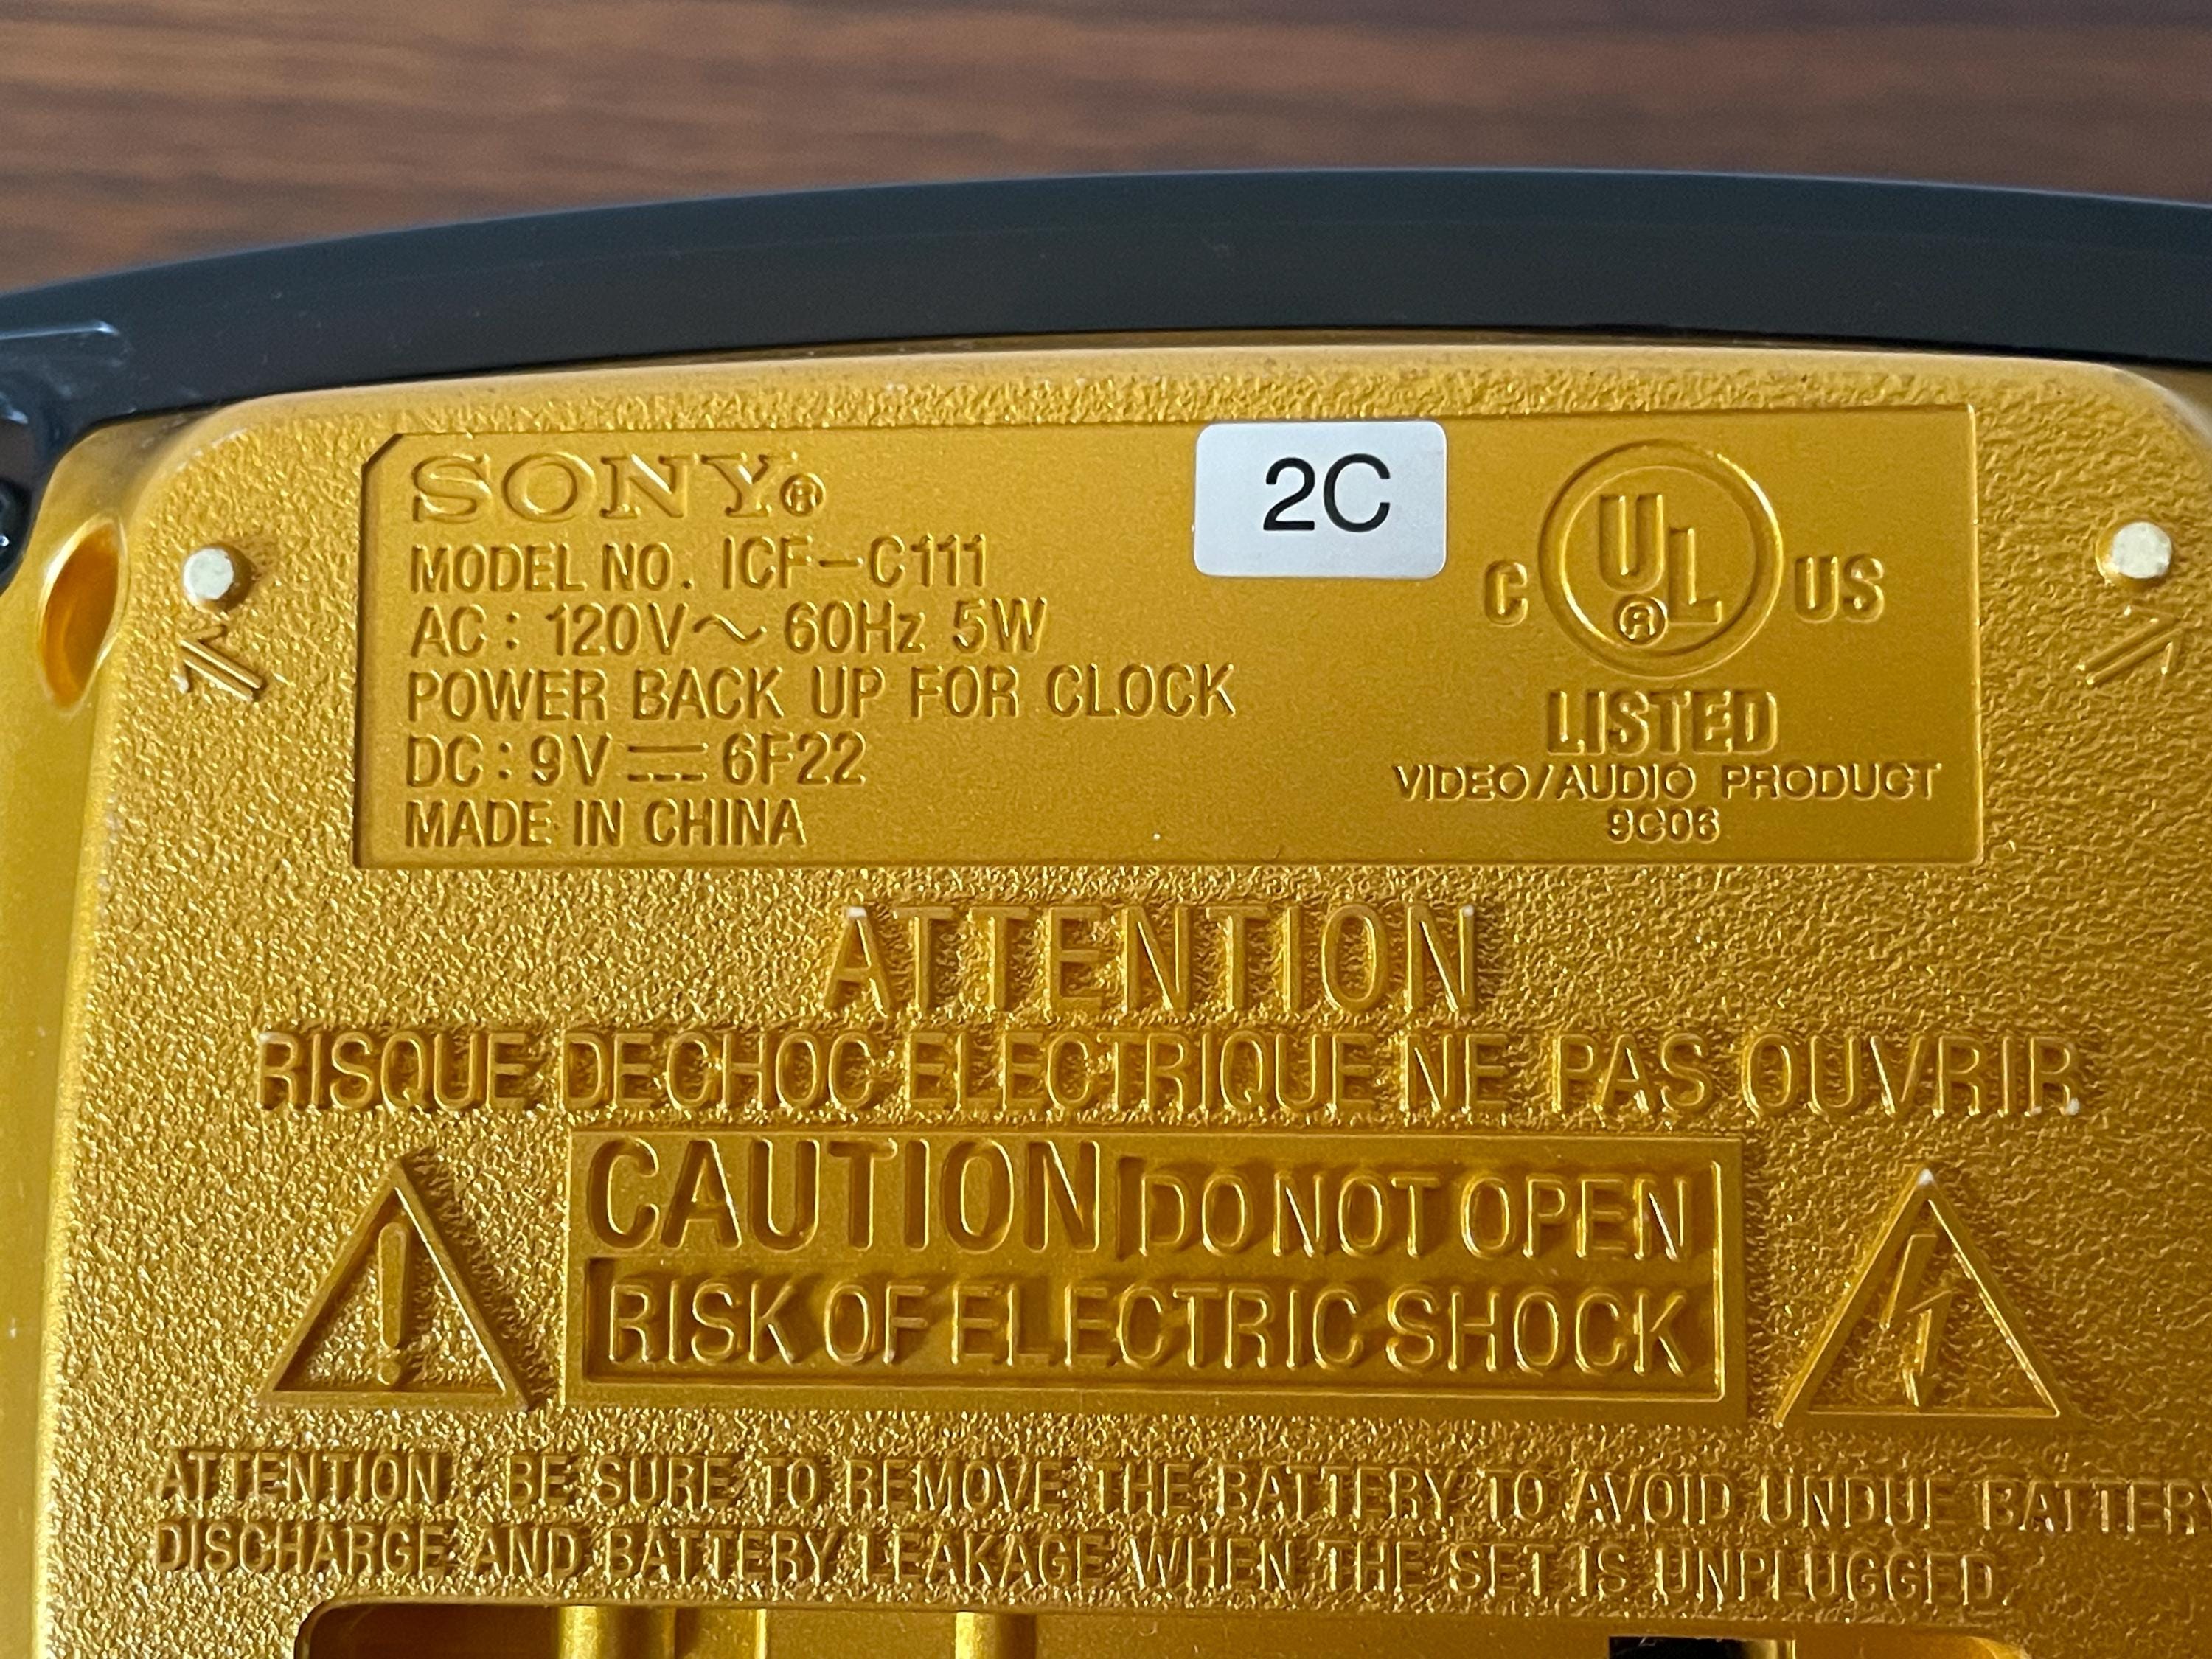 SONY®
2C
MODEL NO. ICF-C111
AC : 120V～60Hz 5W
POWER BACK UP FOR CLOCK
DC : 9V ⎓ 6F22
MADE IN CHINA
C UL® US
LISTED
VIDEO/AUDIO PRODUCT
9C06
ATTENTION
RISQUE DE CHOC ELECTRIQUE NE PAS OUVRIR
CAUTION DO NOT OPEN
RISK OF ELECTRIC SHOCK
ATTENTION : BE SURE TO REMOVE THE BATTERY TO AVOID UNDUE BATTER
DISCHARGE AND BATTERY LEAKAGE WHEN THE SET IS UNPLUGGED.